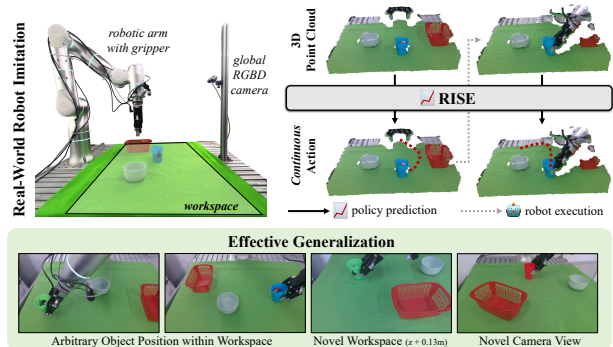 Real-World Robot Imitation
robotic arm
with gripper
global
RGBD
camera
workspace
3D
Point Cloud
RISE
Continuous
Action
policy prediction
robot execution
Effective Generalization
Arbitrary Object Position within Workspace
Novel Workspace (z + 0.13m)
Novel Camera View